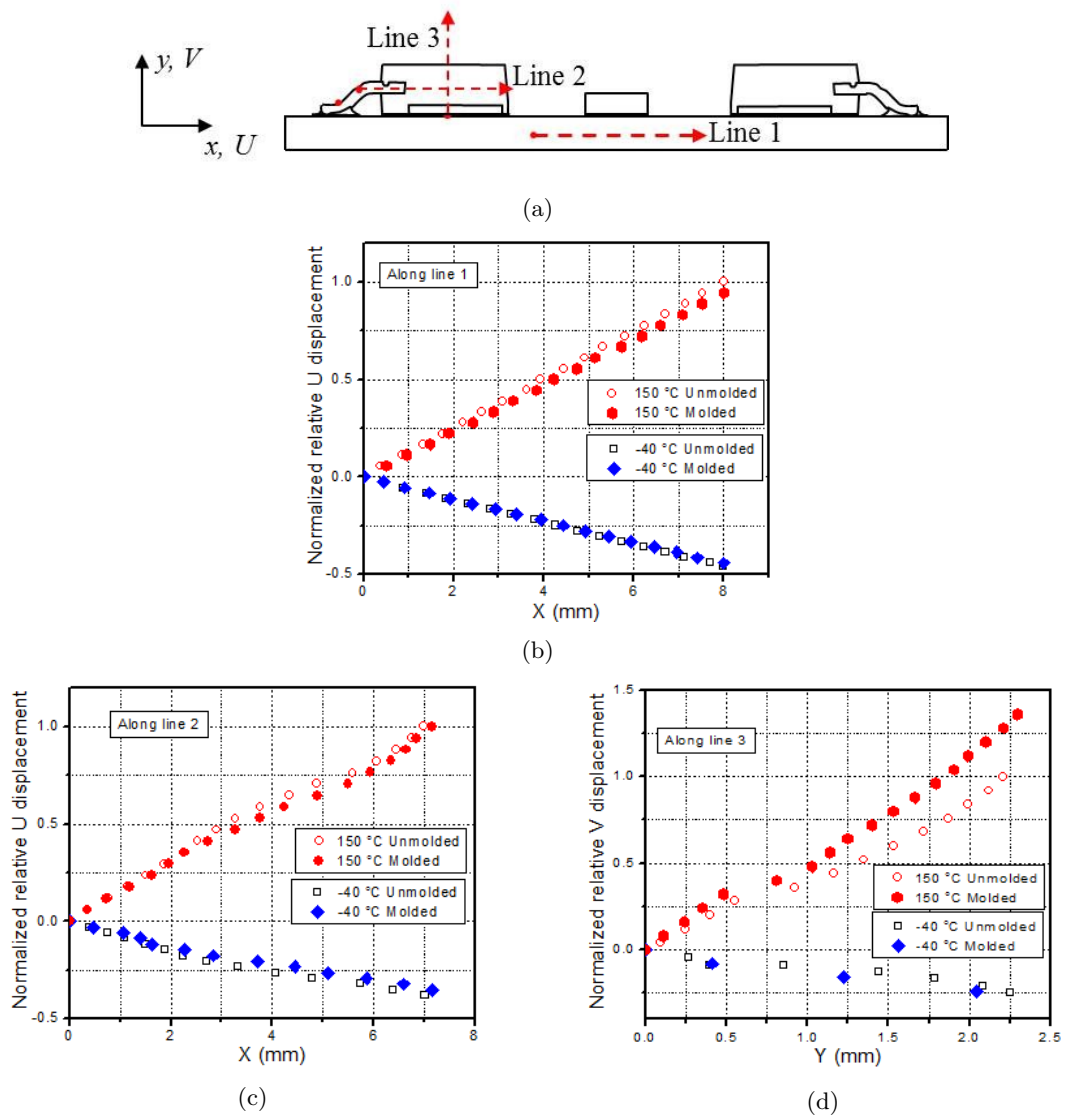 Line 3
y, V
Line 2
x, U
Line 1
(a)
Normalized relative U displacement
Along line 1
1.0
0.5
0.0
-0.5
150 °C Unmolded
150 °C Molded
-40 °C Unmolded
-40 °C Molded
0 2 4 6 8
X (mm)
(b)
Normalized relative U displacement
Along line 2
1.0
0.5
0.0
-0.5
150 °C Unmolded
150 °C Molded
-40 °C Unmolded
-40 °C Molded
0 2 4 6 8
X (mm)
(c)
Normalized relative V displacement
Along line 3
1.5
1.0
0.5
0.0
150 °C Unmolded
150 °C Molded
-40 °C Unmolded
-40 °C Molded
0.0 0.5 1.0 1.5 2.0 2.5
Y (mm)
(d)